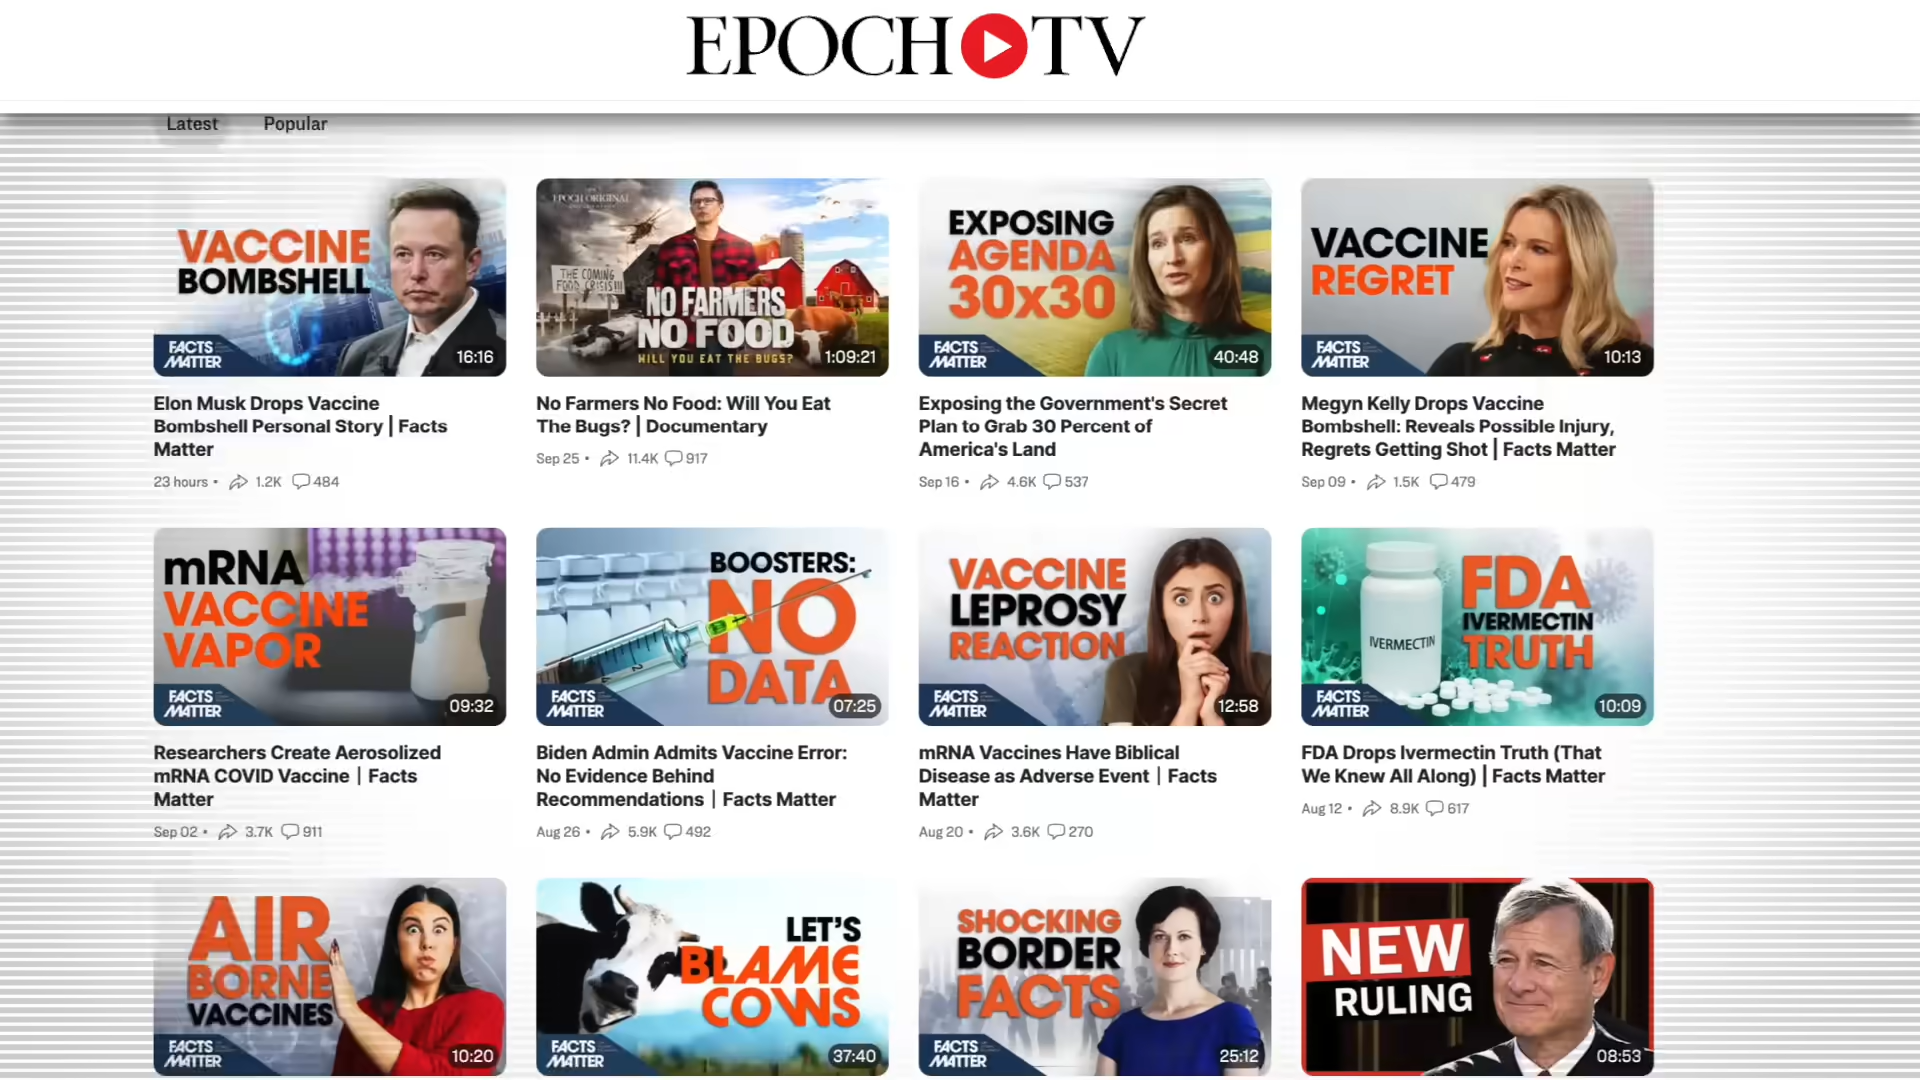 EPOCH TV
Latest Popular
VACCINE
BOMBSHELL
FACTS
MATTER
16:16
EPOCH ORIGINAL
THE COMING
FOOD CRISIS!!!
NO FARMERS
NO FOOD
WILL YOU EAT THE BUGS?
1:09:21
EXPOSING
AGENDA
30x30
FACTS
MATTER
40:48
VACCINE
REGRET
FACTS
MATTER
10:13
Elon Musk Drops Vaccine
Bombshell Personal Story | Facts
Matter
23 hours • 1.2K 484
No Farmers No Food: Will You Eat
The Bugs? | Documentary
Sep 25 • 11.4K 917
Exposing the Government's Secret
Plan to Grab 30 Percent of
America's Land
Sep 16 • 4.6K 537
Megyn Kelly Drops Vaccine
Bombshell: Reveals Possible Injury,
Regrets Getting Shot | Facts Matter
Sep 09 • 1.5K 479
mRNA
VACCINE
VAPOR
FACTS
MATTER
09:32
BOOSTERS:
NO
DATA
FACTS
MATTER
07:25
VACCINE
LEPROSY
REACTION
FACTS
MATTER
12:58
FDA
IVERMECTIN
TRUTH
IVERMECTIN
FACTS
MATTER
10:09
Researchers Create Aerosolized
mRNA COVID Vaccine | Facts
Matter
Sep 02 • 3.7K 911
Biden Admin Admits Vaccine Error:
No Evidence Behind
Recommendations | Facts Matter
Aug 26 • 5.9K 492
mRNA Vaccines Have Biblical
Disease as Adverse Event | Facts
Matter
Aug 20 • 3.6K 270
FDA Drops Ivermectin Truth (That
We Knew All Along) | Facts Matter
Aug 12 • 8.9K 617
AIR
BORNE
VACCINES
FACTS
MATTER
10:20
LET'S
BLAME
COWS
FACTS
MATTER
37:40
SHOCKING
BORDER
FACTS
FACTS
MATTER
25:12
NEW
RULING
08:53